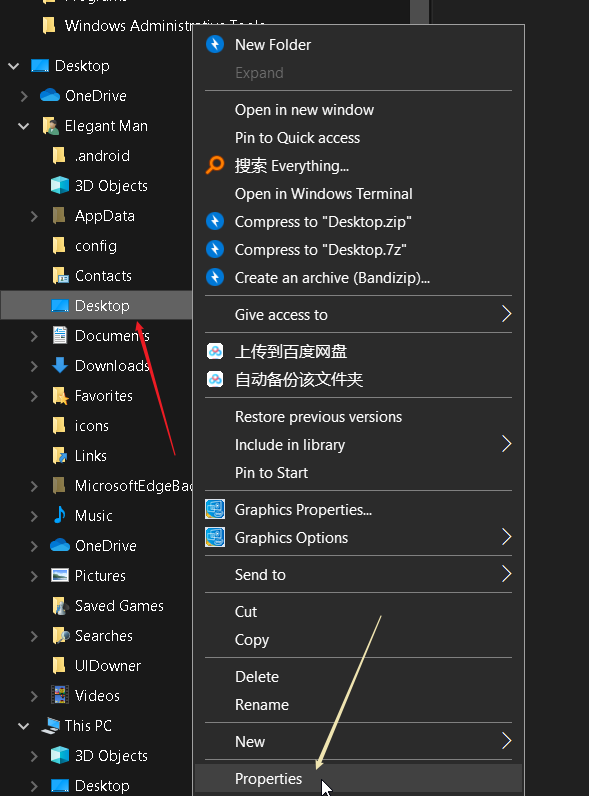 Programs
Windows Administrative Tools
Desktop
OneDrive
Elegant Man
.android
3D Objects
AppData
config
Contacts
Desktop
Documents
Downloads
Favorites
icons
Links
MicrosoftEdgeBac
Music
OneDrive
Pictures
Saved Games
Searches
UIDowner
Videos
This PC
3D Objects
Desktop
New Folder
Expand
Open in new window
Pin to Quick access
搜索 Everything...
Open in Windows Terminal
Compress to "Desktop.zip"
Compress to "Desktop.7z"
Create an archive (Bandizip)...
Give access to
上传到百度网盘
自动备份该文件夹
Restore previous versions
Include in library
Pin to Start
Graphics Properties...
Graphics Options
Send to
Cut
Copy
Delete
Rename
New
Properties